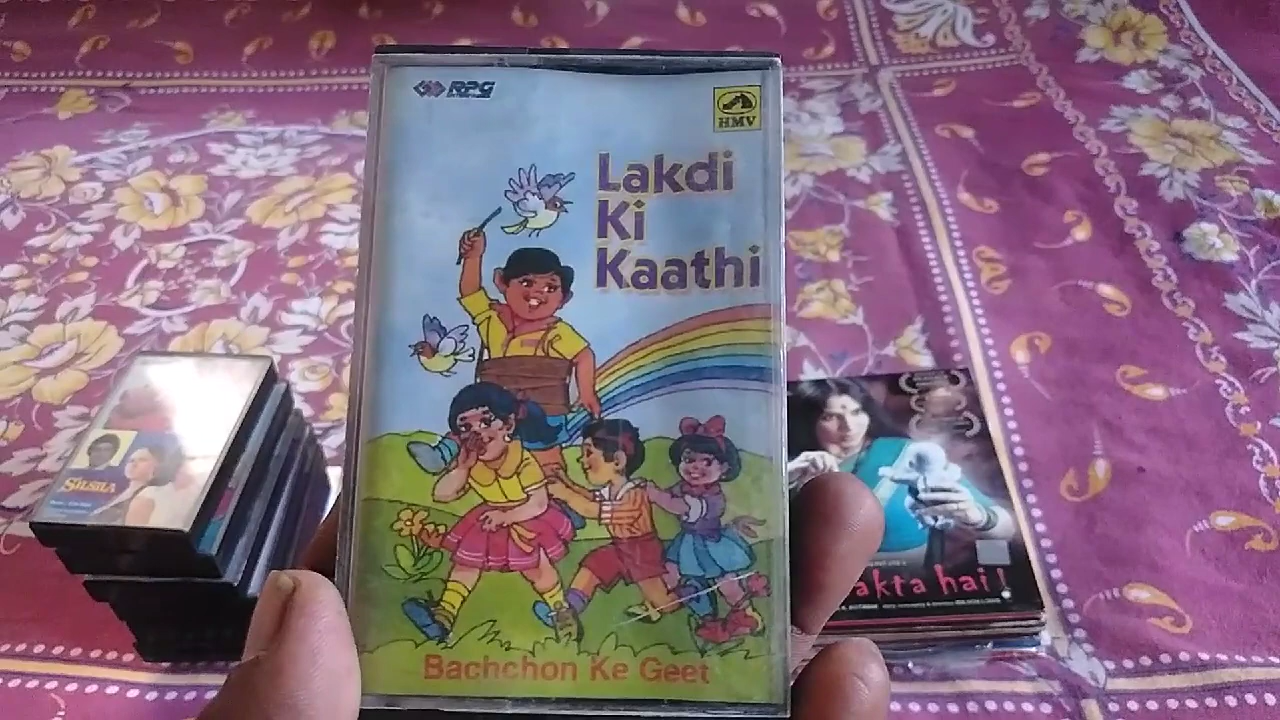 RPG
HMV
Lakdi
Ki
Kaathi
Bachchon Ke Geet
SILSILA
akta hai!